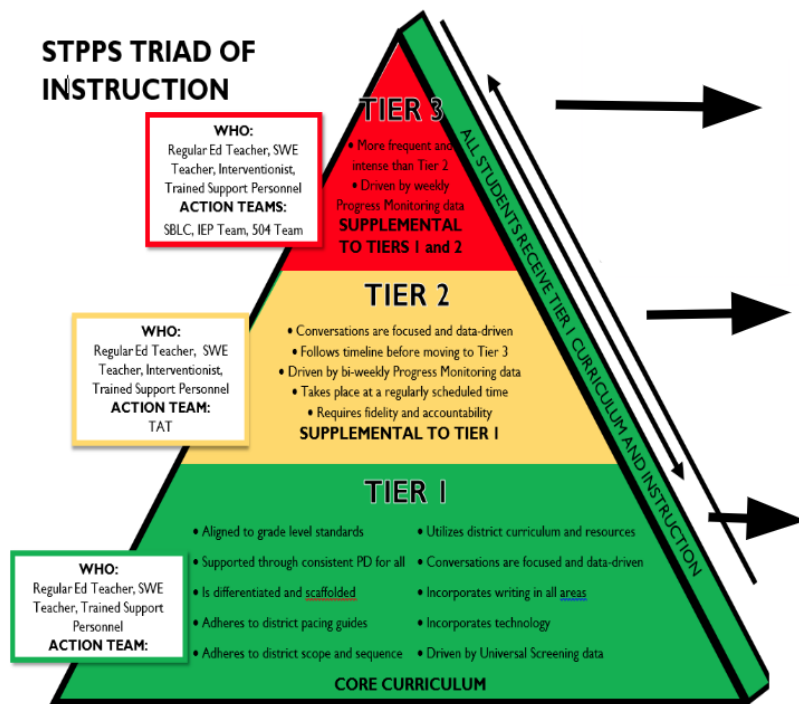 STPPS TRIAD OF
INSTRUCTION
TIER 3
• More frequent and
intense than Tier 2
• Driven by weekly
Progress Monitoring data
SUPPLEMENTAL
TO TIERS 1 and 2
WHO:
Regular Ed Teacher, SWE
Teacher, Interventionist,
Trained Support Personnel
ACTION TEAMS:
SBLC, IEP Team, 504 Team
TIER 2
• Conversations are focused and data-driven
• Follows timeline before moving to Tier 3
• Driven by bi-weekly Progress Monitoring data
• Takes place at a regularly scheduled time
• Requires fidelity and accountability
SUPPLEMENTAL TO TIER 1
WHO:
Regular Ed Teacher, SWE
Teacher, Interventionist,
Trained Support Personnel
ACTION TEAM:
TAT
TIER 1
• Aligned to grade level standards
• Supported through consistent PD for all
• Is differentiated and scaffolded
• Adheres to district pacing guides
• Adheres to district scope and sequence
• Utilizes district curriculum and resources
• Conversations are focused and data-driven
• Incorporates writing in all areas
• Incorporates technology
• Driven by Universal Screening data
CORE CURRICULUM
WHO:
Regular Ed Teacher, SWE
Teacher, Trained Support
Personnel
ACTION TEAM:
ALL STUDENTS RECEIVE TIER 1 CURRICULUM AND INSTRUCTION